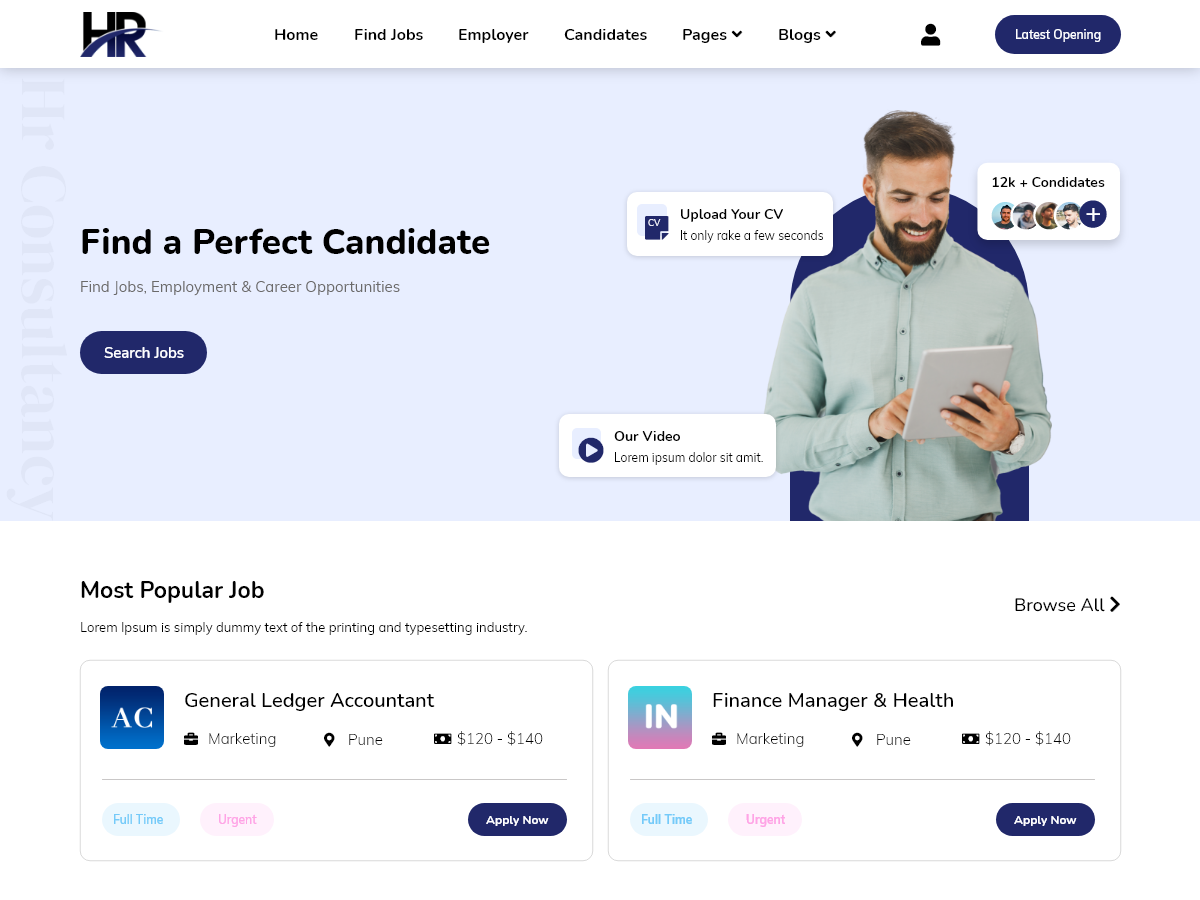 HR
Home
Find Jobs
Employer
Candidates
Pages
Blogs
Latest Opening
Hr Consultancy
Find a Perfect Candidate
Find Jobs, Employment & Career Opportunities
Search Jobs
CV
Upload Your CV
It only rake a few seconds
12k + Condidates
Our Video
Lorem ipsum dolor sit amit.
Most Popular Job
Lorem Ipsum is simply dummy text of the printing and typesetting industry.
Browse All
AC
General Ledger Accountant
Marketing
Pune
$120 - $140
Full Time
Urgent
Apply Now
IN
Finance Manager & Health
Marketing
Pune
$120 - $140
Full Time
Urgent
Apply Now